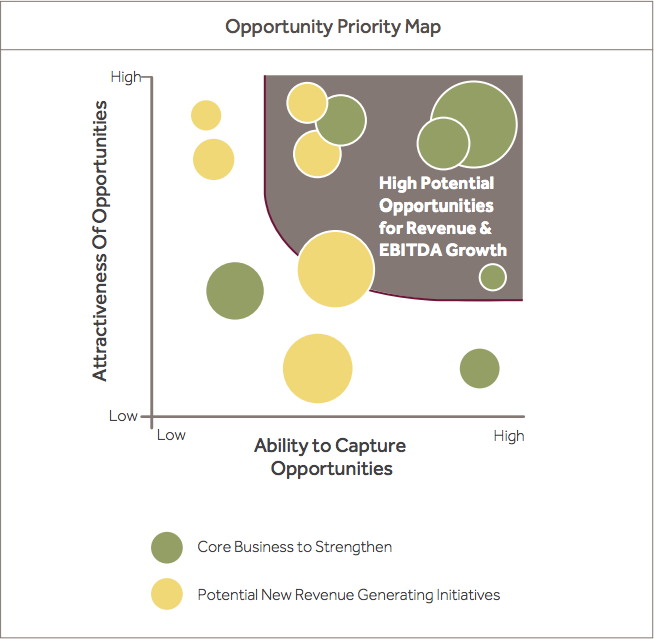 Opportunity Priority Map
High
Attractiveness Of Opportunities
High Potential
Opportunities
for Revenue &
EBITDA Growth
Low
Low
High
Ability to Capture
Opportunities
Core Business to Strengthen
Potential New Revenue Generating Initiatives